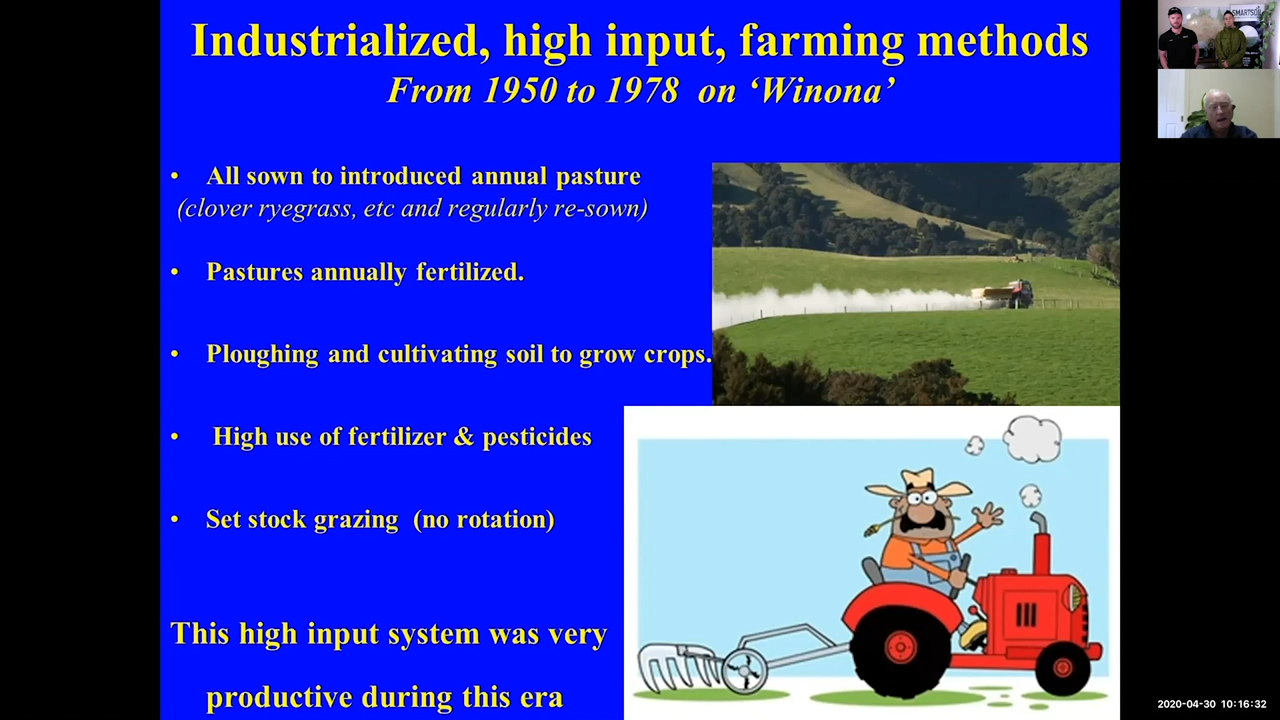 Industrialized, high input, farming methods
From 1950 to 1978 on ‘Winona’
• All sown to introduced annual pasture
(clover ryegrass, etc and regularly re-sown)
• Pastures annually fertilized.
• Ploughing and cultivating soil to grow crops.
• High use of fertilizer & pesticides
• Set stock grazing (no rotation)
This high input system was very
productive during this era
SMARTSOIL
2020-04-30 10:16:32